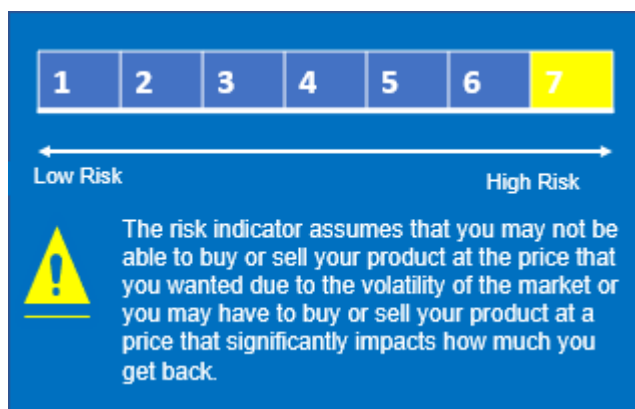 1 2 3 4 5 6 7
Low Risk High Risk
The risk indicator assumes that you may not be
able to buy or sell your product at the price that
you wanted due to the volatility of the market or
you may have to buy or sell your product at a
price that significantly impacts how much you
get back.